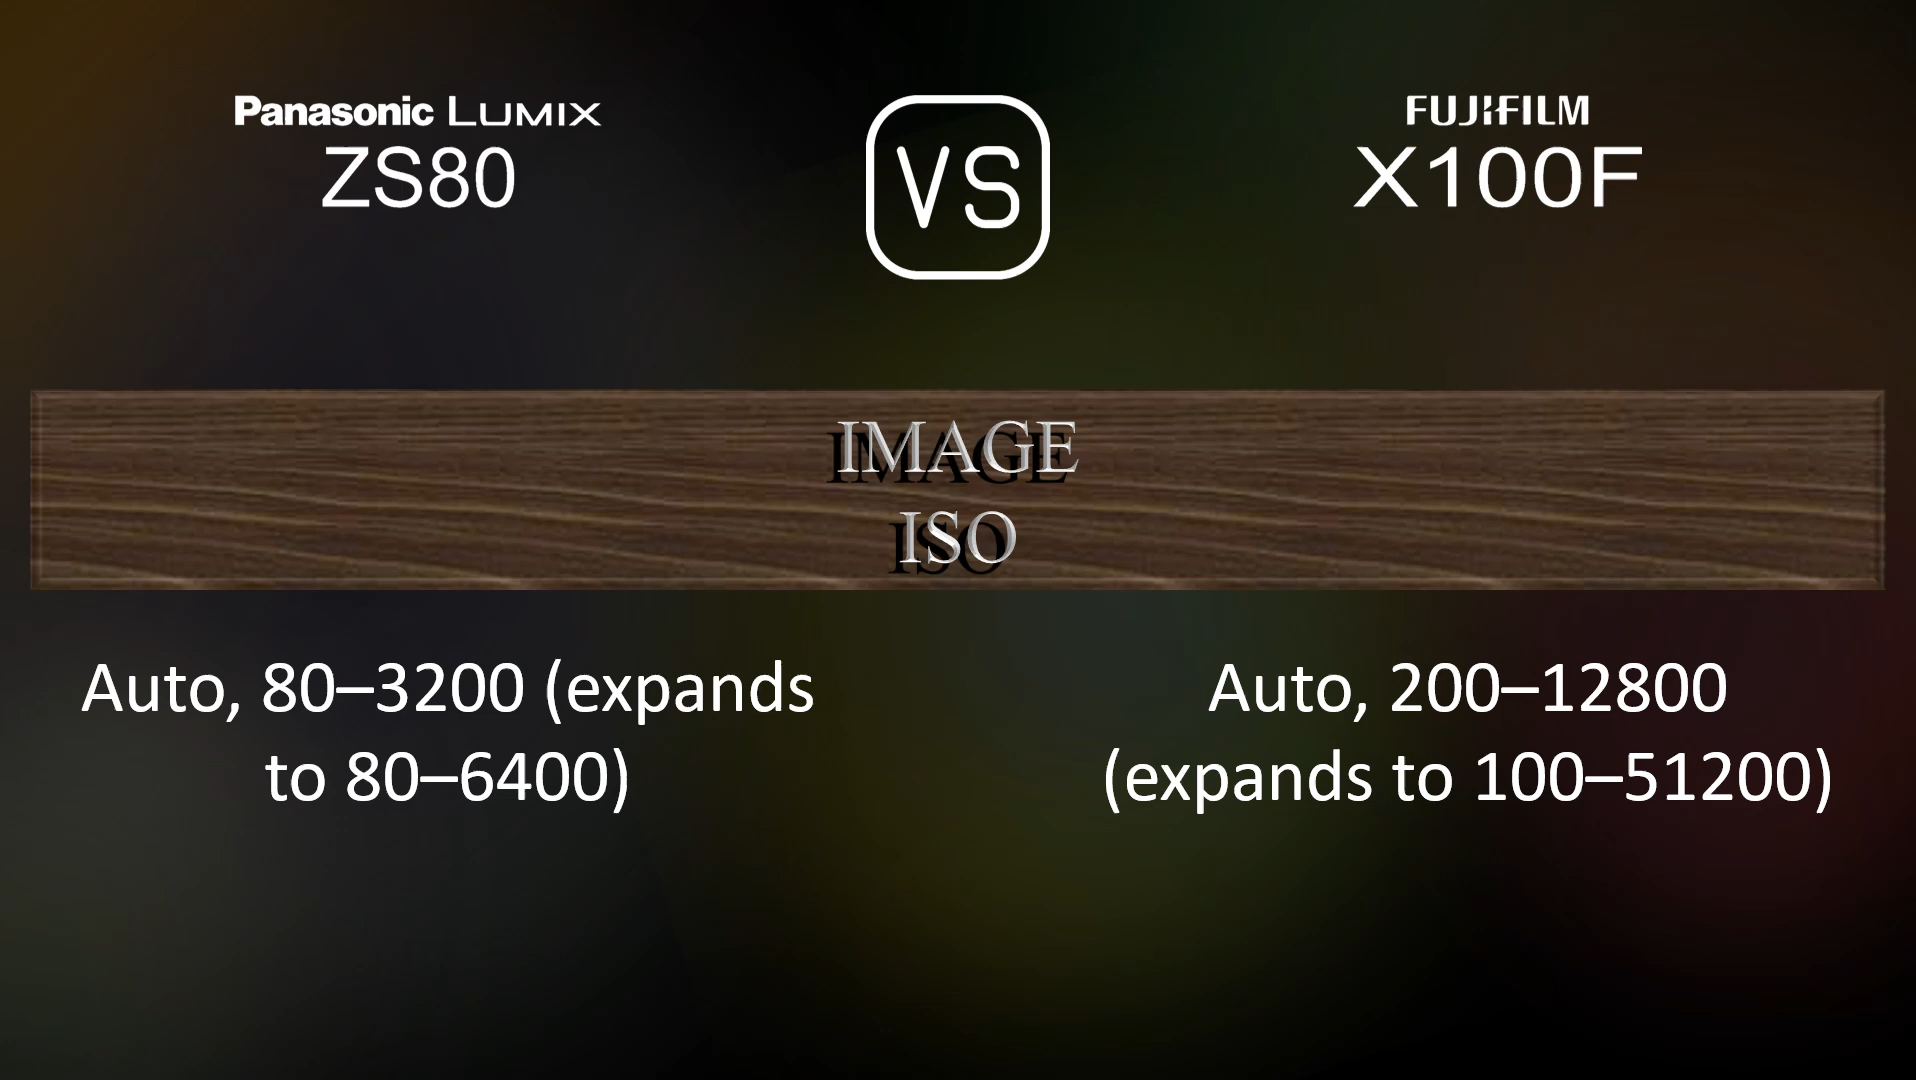 Panasonic LUMIX
ZS80
VS
FUJIFILM
X100F
IMAGE
ISO
Auto, 80–3200 (expands
to 80–6400)
Auto, 200–12800
(expands to 100–51200)